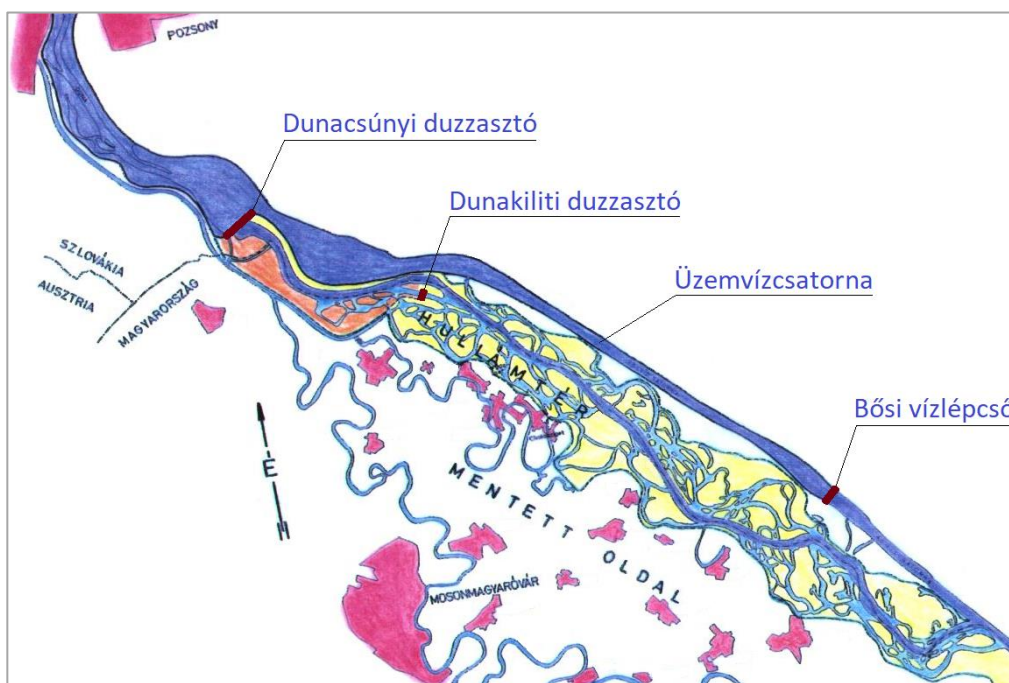 POZSONY
Dunacsúnyi duzzasztó
Dunakiliti duzzasztó
SZLOVÁKIA
AUSZTRIA
MAGYARORSZÁG
Üzemvízcsatorna
HULLÁMTÉR
Bősi vízlépcső
É
MENTETT OLDAL
MOSONMAGYARÓVÁR